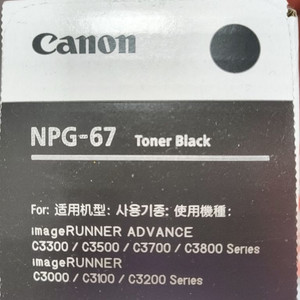 Canon
NPG-67 Toner Black
For: 适用机型: 사용기종: 使用機種:
imageRUNNER ADVANCE
C3300 / C3500 / C3700 / C3800 Series
imageRUNNER
C3000 / C3100 / C3200 Series